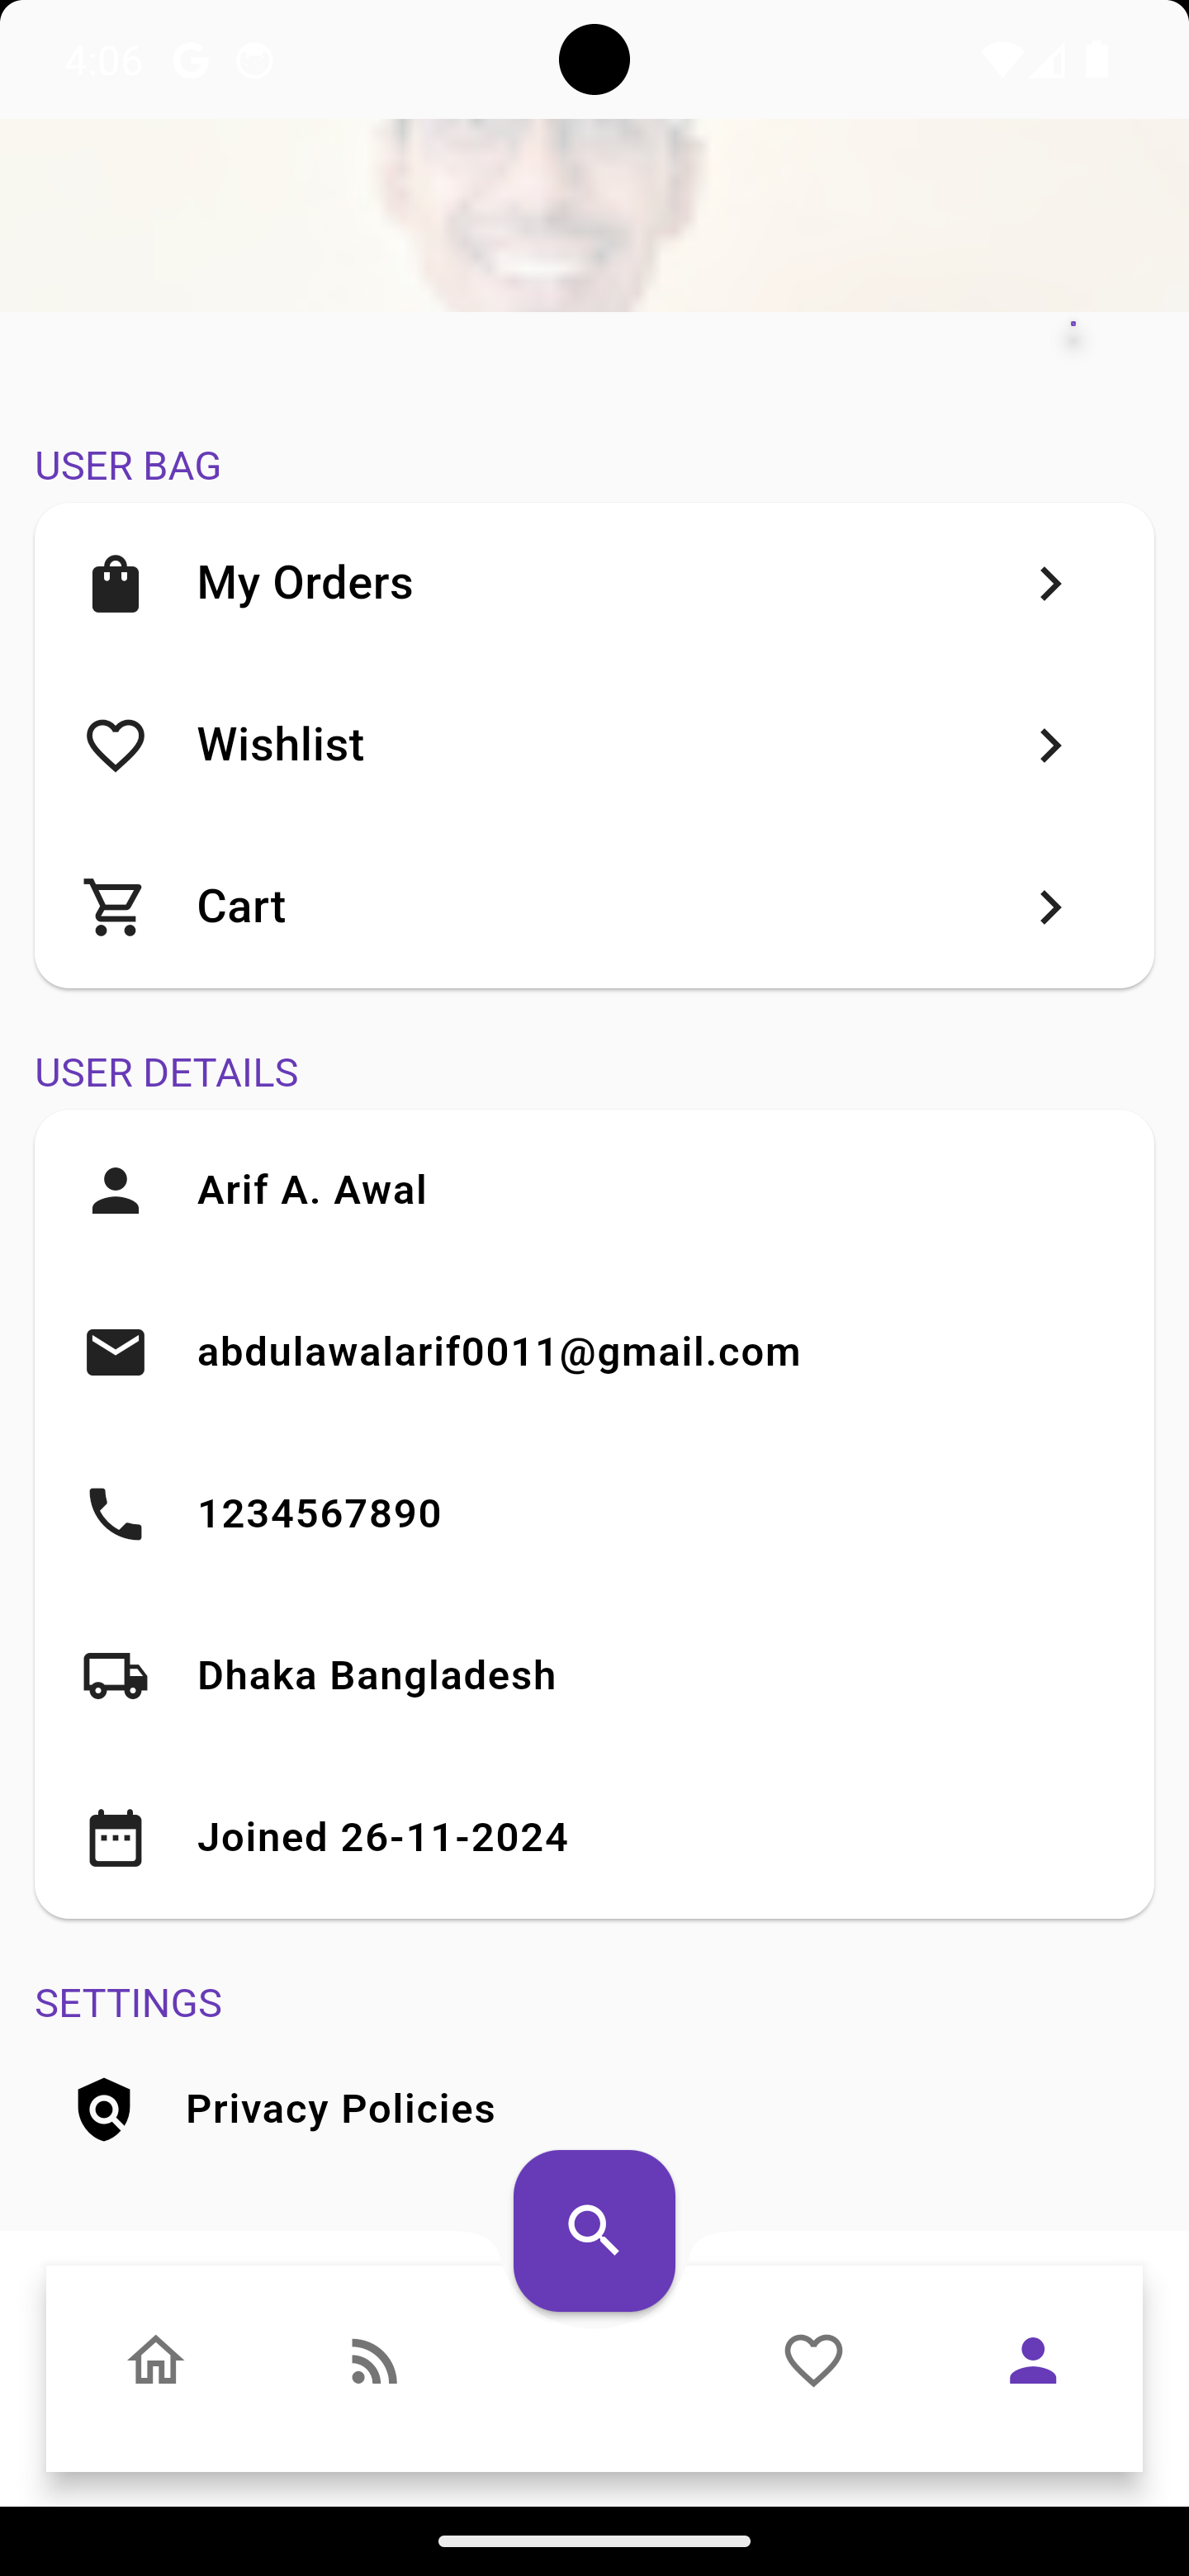 4:06
USER BAG
My Orders
Wishlist
Cart
USER DETAILS
Arif A. Awal
abdulawalarif0011@gmail.com
1234567890
Dhaka Bangladesh
Joined 26-11-2024
SETTINGS
Privacy Policies